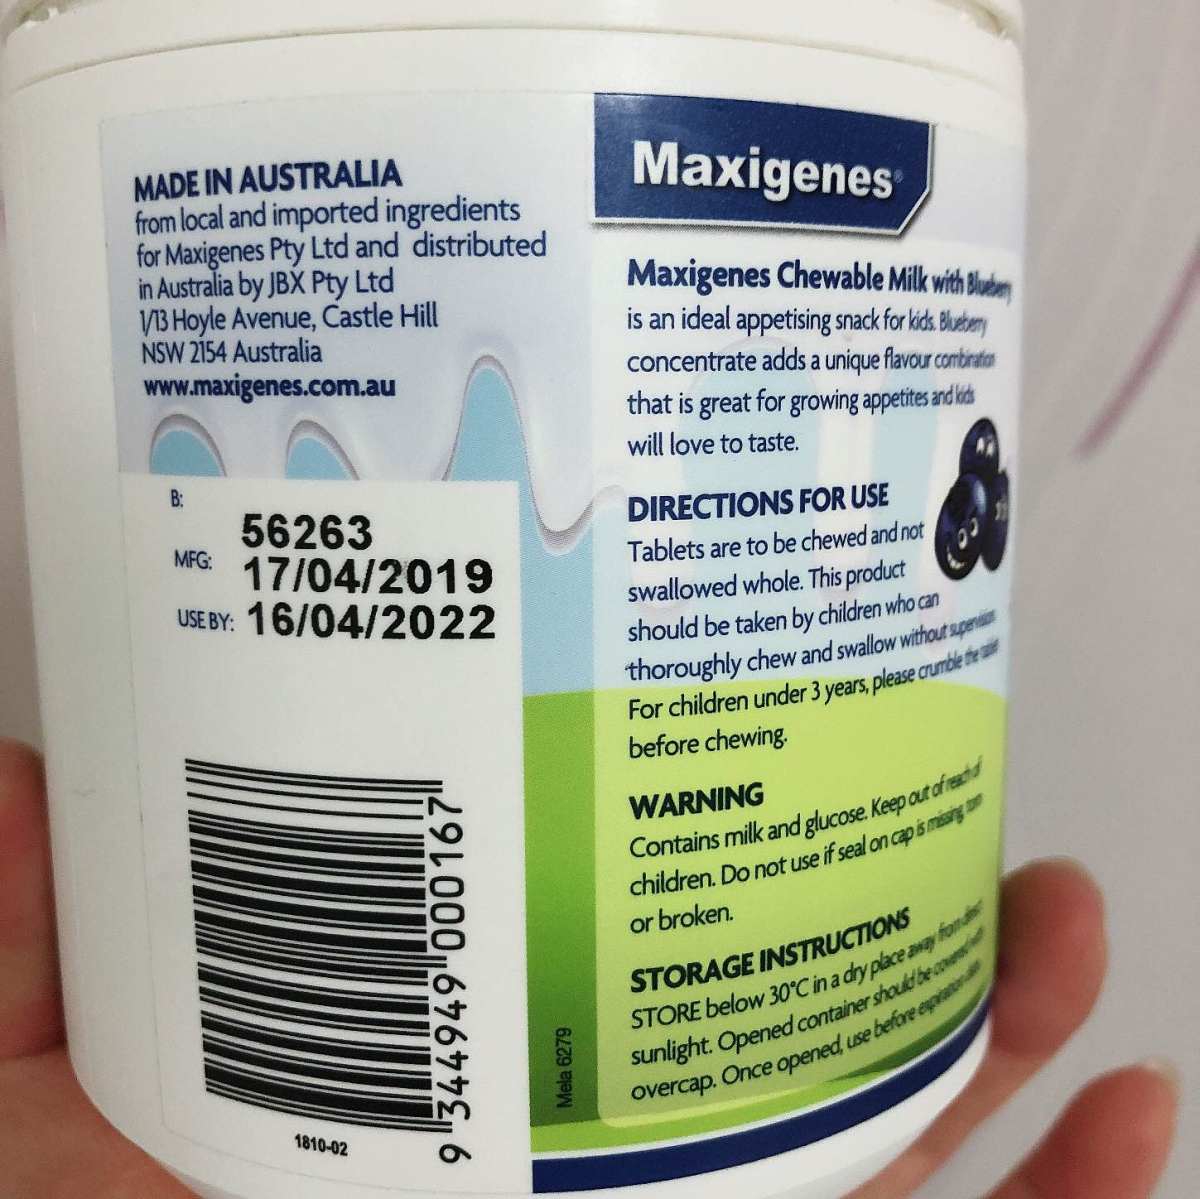 MADE IN AUSTRALIA
from local and imported ingredients
for Maxigenes Pty Ltd and distributed
in Australia by JBX Pty Ltd
1/13 Hoyle Avenue, Castle Hill
NSW 2154 Australia
www.maxigenes.com.au
B: 56263
MFG: 17/04/2019
USE BY: 16/04/2022
9 344949 000167
1810-02
Mela 6279
Maxigenes®
Maxigenes Chewable Milk with Blueberry
is an ideal appetising snack for kids. Blueberry
concentrate adds a unique flavour combination
that is great for growing appetites and kids
will love to taste.
DIRECTIONS FOR USE
Tablets are to be chewed and not
swallowed whole. This product
should be taken by children who can
thoroughly chew and swallow without supervision.
For children under 3 years, please crumble the tablet
before chewing.
WARNING
Contains milk and glucose. Keep out of reach of
children. Do not use if seal on cap is missing, torn
or broken.
STORAGE INSTRUCTIONS
STORE below 30°C in a dry place away from direct
sunlight. Opened container should be covered with
overcap. Once opened, use before expiration date.